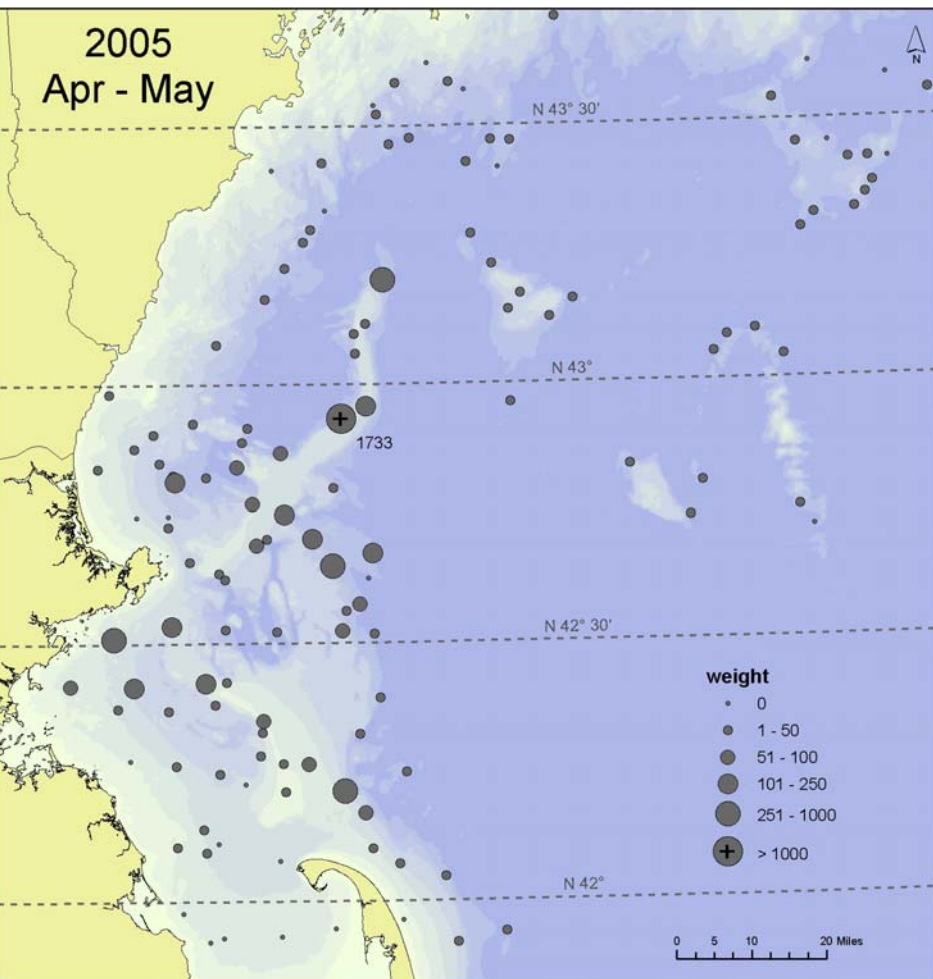 2005
Apr - May
N
N 43° 30'
N 43°
1733
N 42° 30'
weight
0
1 - 50
51 - 100
101 - 250
251 - 1000
> 1000
N 42°
0 5 10 20 Miles